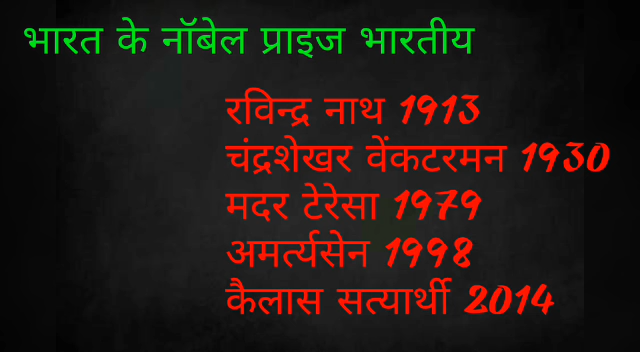 भारत के नॉबेल प्राइज भारतीय
रविन्द्र नाथ 1913
चंद्रशेखर वेंकटरमन 1930
मदर टेरेसा 1979
अमर्त्यसेन 1998
कैलास सत्यार्थी 2014